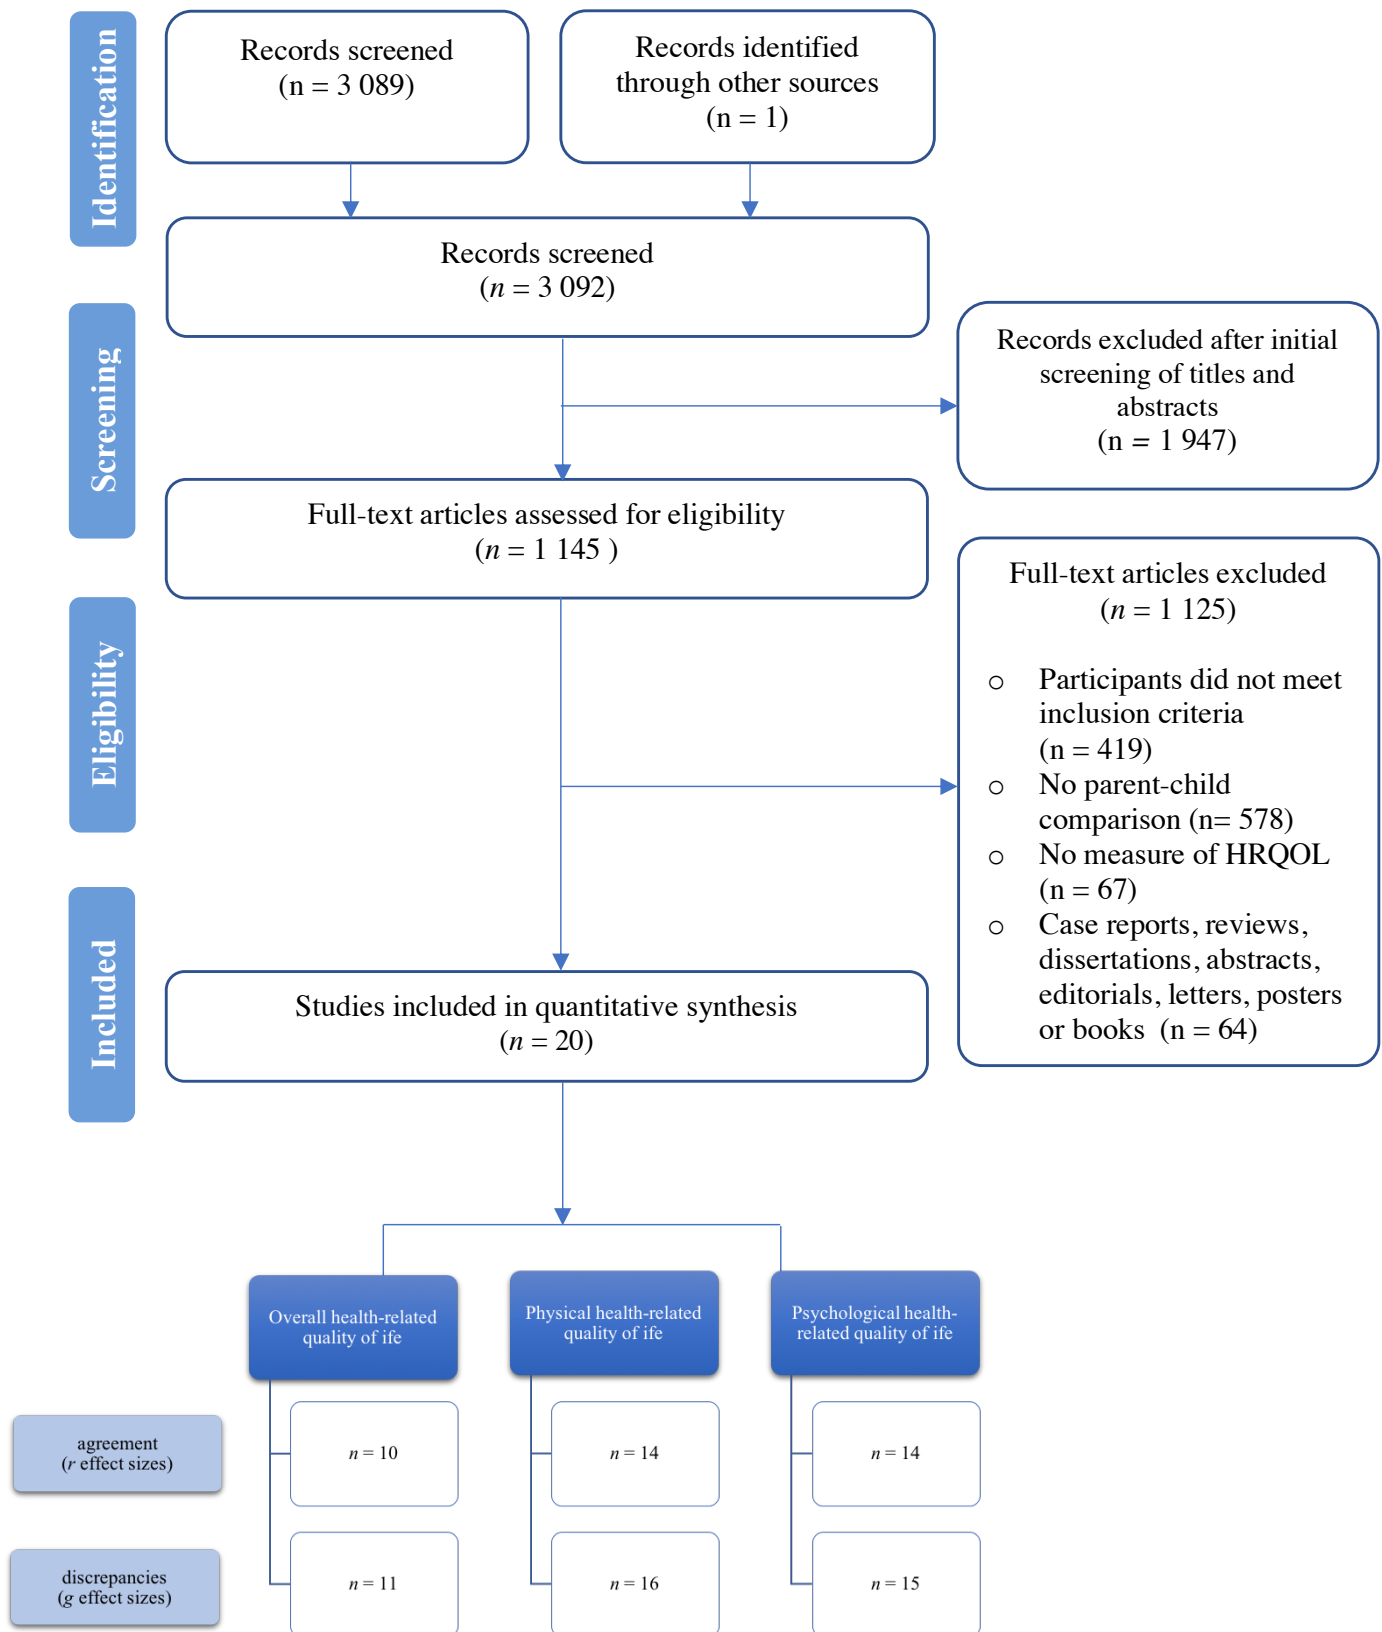 Identification
Records screened
(n = 3 089)
Records identified
through other sources
(n = 1)
Records screened
(n = 3 092)
Screening
Records excluded after initial
screening of titles and
abstracts
(n = 1 947)
Full-text articles assessed for eligibility
(n = 1 145 )
Eligibility
Full-text articles excluded
(n = 1 125)
o Participants did not meet
inclusion criteria
(n = 419)
o No parent-child
comparison (n= 578)
o No measure of HRQOL
(n = 67)
o Case reports, reviews,
dissertations, abstracts,
editorials, letters, posters
or books (n = 64)
Included
Studies included in quantitative synthesis
(n = 20)
Overall health-related
quality of ife
Physical health-related
quality of ife
Psychological health-
related quality of ife
agreement
(r effect sizes)
n = 10
n = 14
n = 14
discrepancies
(g effect sizes)
n = 11
n = 16
n = 15